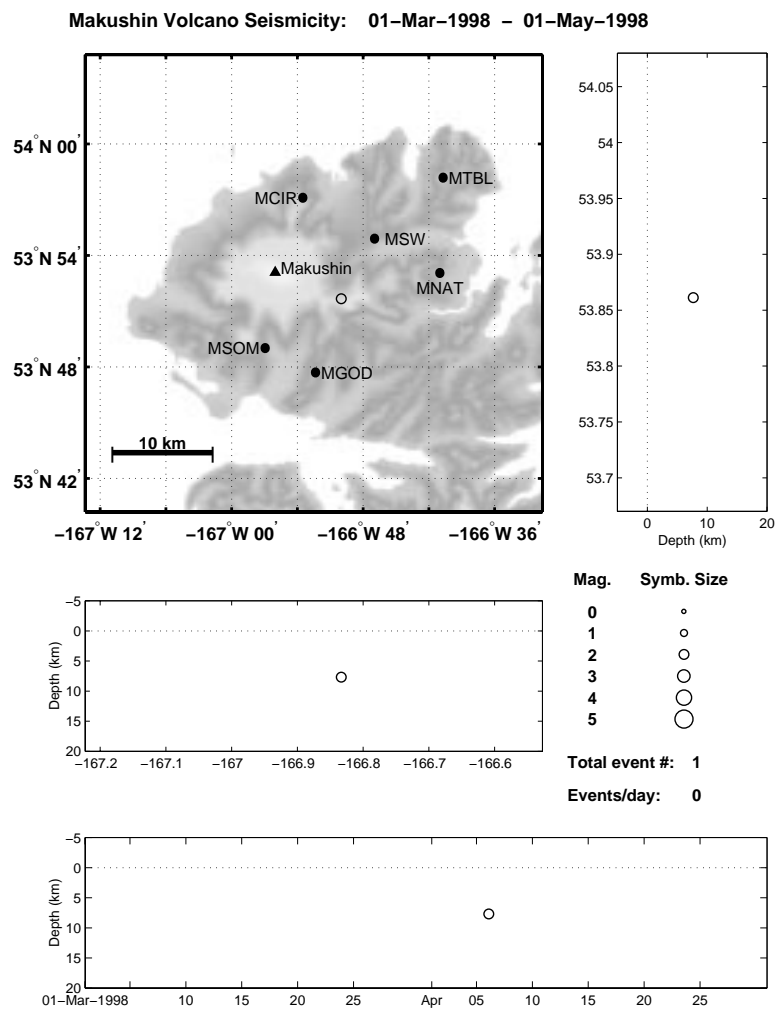 Makushin Volcano Seismicity: 01−Mar−1998 − 01−May−1998
54°N 00'
53°N 54'
53°N 48'
53°N 42'
−167°W 12'
−167°W 00'
−166°W 48'
−166°W 36'
MTBL
MCIR
MSW
Makushin
MNAT
MSOM
MGOD
10 km
54.05
54
53.95
53.9
53.85
53.8
53.75
53.7
0 10 20
Depth (km)
−5
0
5
10
15
20
Depth (km)
−167.2 −167.1 −167 −166.9 −166.8 −166.7 −166.6
Mag. Symb. Size
0
1
2
3
4
5
Total event #: 1
Events/day: 0
−5
0
5
10
15
20
Depth (km)
01−Mar−1998 10 15 20 25 Apr 05 10 15 20 25